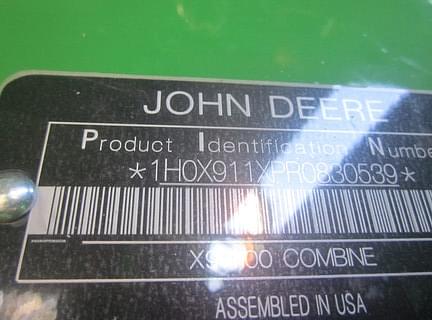 JOHN DEERE
Product Identification Numbe
*1H0X911XPR0830539*
COMBINE
ASSEMBLED IN USA